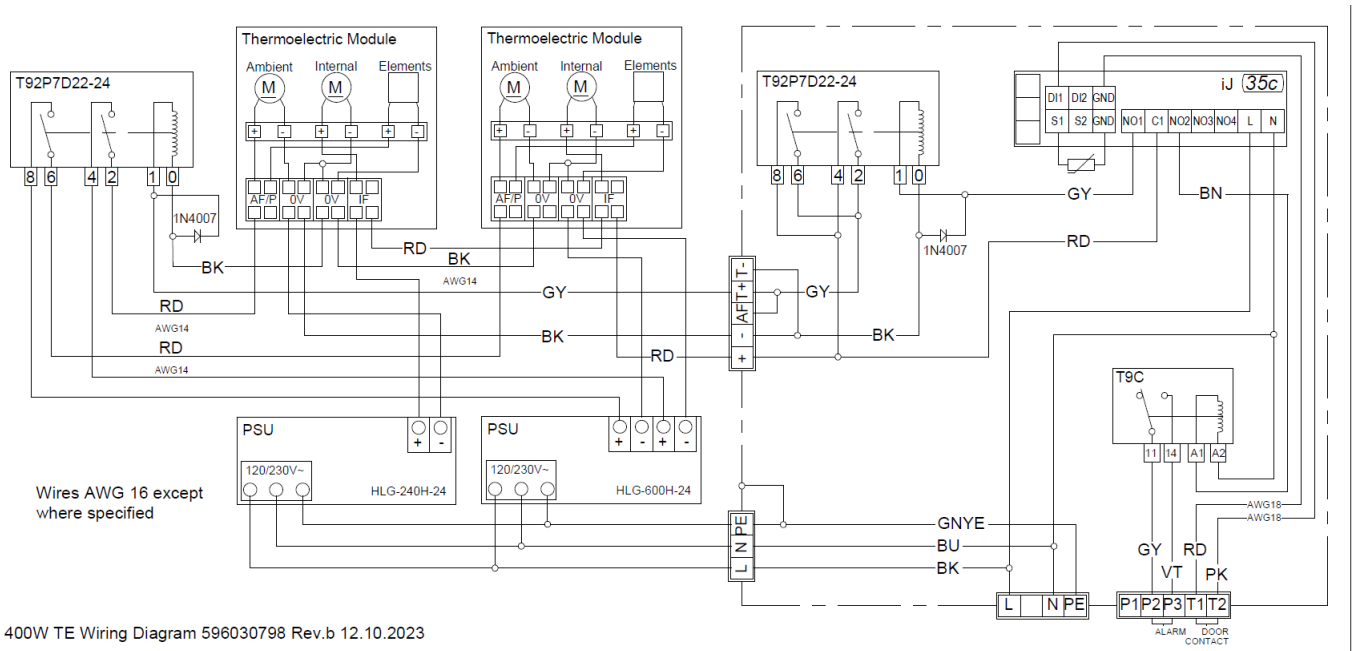 Thermoelectric Module
Ambient Internal Elements
M M
+ - + - + -
AF/P 0V 0V IF
Thermoelectric Module
Ambient Internal Elements
M M
+ - + - + -
AF/P 0V 0V IF
T92P7D22-24
8 6 4 2 1 0
1N4007
T92P7D22-24
8 6 4 2 1 0
1N4007
iJ 35c
DI1 DI2 GND
S1 S2 GND NO1 C1 NO2 NO3 NO4 L N
GY
BN
RD
RD
BK
BK
AWG14
GY
GY
RD
AWG14
BK
BK
RD
AWG14
RD
T-
T+
AF
-
+
T9C
11 14 A1 A2
PSU
+ -
120/230V~
HLG-240H-24
PSU
+ - + -
120/230V~
HLG-600H-24
Wires AWG 16 except
where specified
PE
N
L
GNYE
BU
BK
AWG18
AWG18
GY RD
VT PK
L N PE
P1 P2 P3 T1 T2
ALARM DOOR
CONTACT
400W TE Wiring Diagram 596030798 Rev.b 12.10.2023